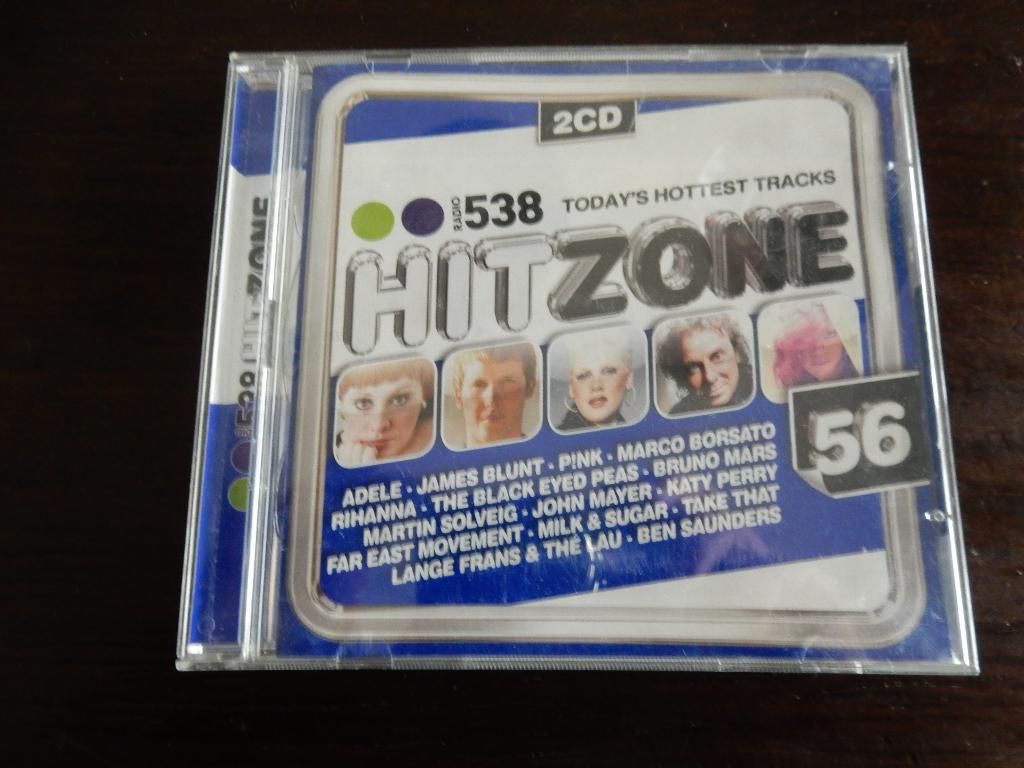 2CD
RADIO 538 TODAY'S HOTTEST TRACKS
HITZONE
56
ADELE · JAMES BLUNT · P!NK · MARCO BORSATO
RIHANNA · THE BLACK EYED PEAS · BRUNO MARS
MARTIN SOLVEIG · JOHN MAYER · KATY PERRY
FAR EAST MOVEMENT · MILK & SUGAR · TAKE THAT
LANGE FRANS & THÉ LAU · BEN SAUNDERS
538 HITZONE